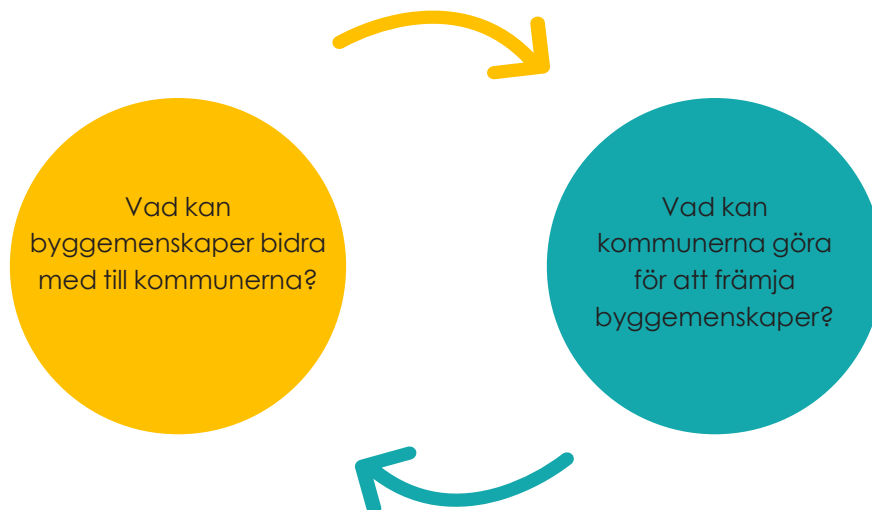 Vad kan
byggemenskaper bidra
med till kommunerna?
Vad kan
kommunerna göra
för att främja
byggemenskaper?